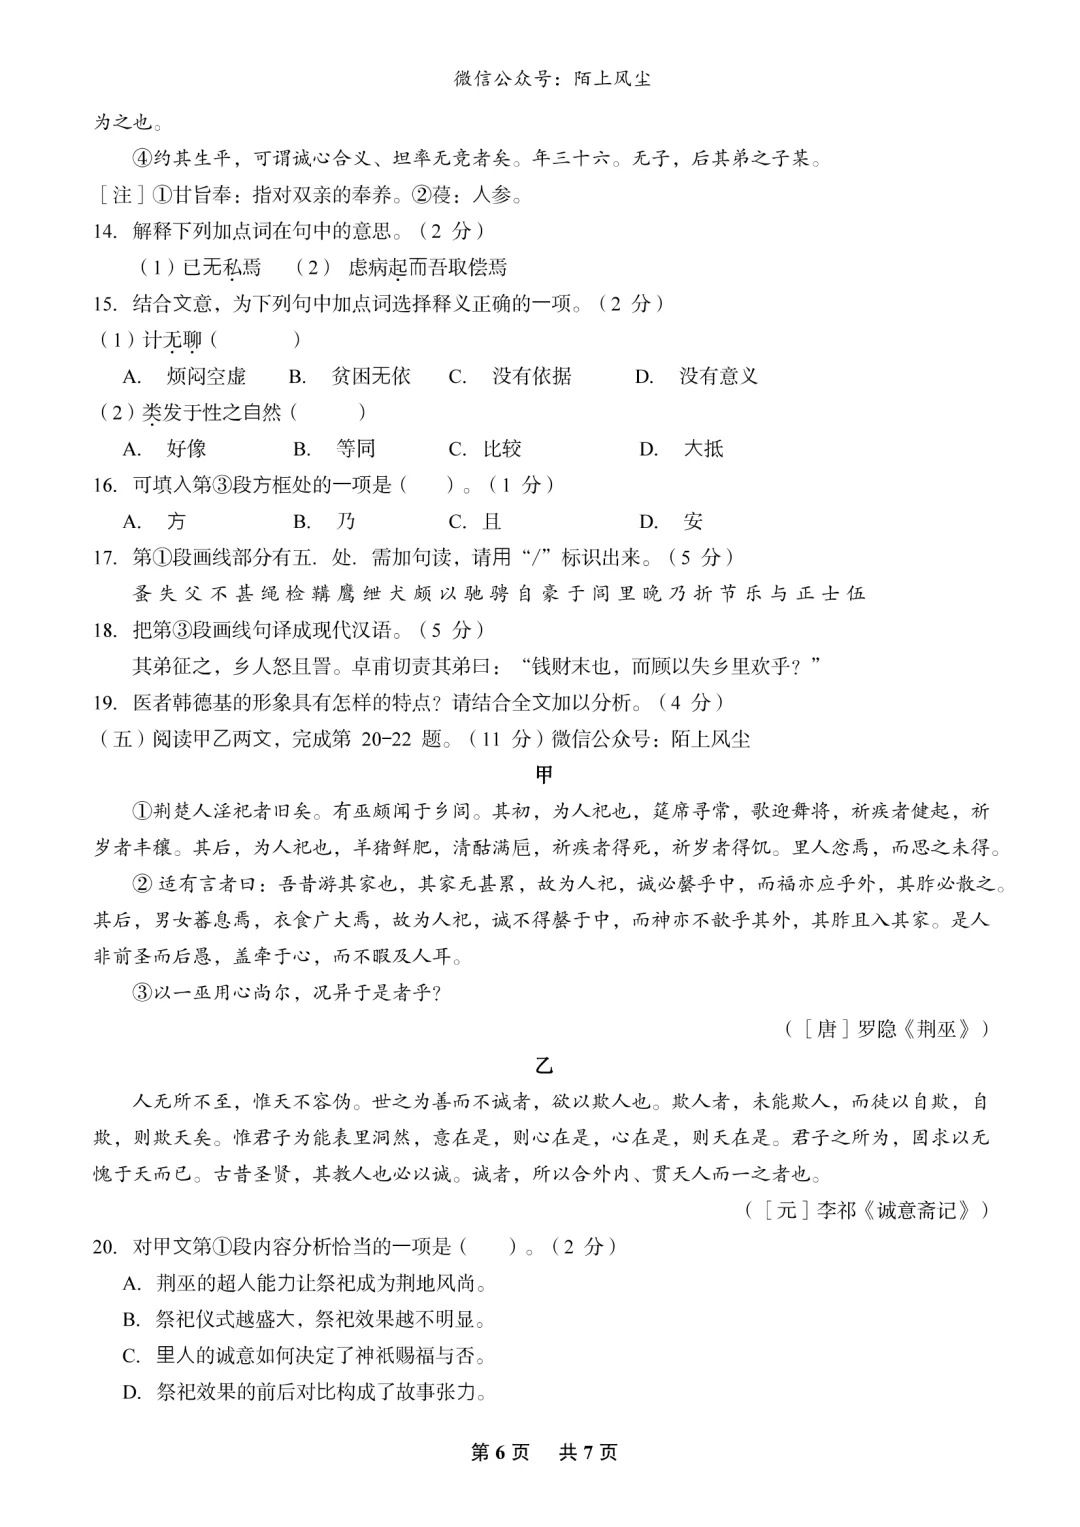 微信公众号：陌上风尘
为之也。
④约其生平，可谓诚心合义、坦率无竞者矣。年三十六。无子，后其弟之子某。
［注］①甘旨奉：指对双亲的奉养。②葠：人参。
14. 解释下列加点词在句中的意思。（2 分）
（1）已无私焉 （2） 虑病起而吾取偿焉
15. 结合文意，为下列句中加点词选择释义正确的一项。（2 分）
（1）计无聊（ ）
A. 烦闷空虚 B. 贫困无依 C. 没有依据 D. 没有意义
（2）类发于性之自然（ ）
A. 好像 B. 等同 C. 比较 D. 大抵
16. 可填入第③段方框处的一项是（ ）。（1 分）
A. 方 B. 乃 C. 且 D. 安
17. 第①段画线部分有五．处．需加句读，请用“/”标识出来。（5 分）
蚤失父不甚绳检鞲鹰绁犬颇以驰骋自豪于闾里晚乃折节乐与正士伍
18. 把第③段画线句译成现代汉语。（5 分）
其弟征之，乡人怒且詈。卓甫切责其弟曰：“钱财末也，而顾以失乡里欢乎？”
19. 医者韩德基的形象具有怎样的特点？请结合全文加以分析。（4 分）
（五）阅读甲乙两文，完成第 20-22 题。（11 分）微信公众号：陌上风尘
甲
①荆楚人淫祀者旧矣。有巫颇闻于乡闾。其初，为人祀也，筵席寻常，歌迎舞将，祈疾者健起，祈
岁者丰穰。其后，为人祀也，羊猪鲜肥，清酤满卮，祈疾者得死，祈岁者得饥。里人忿焉，而思之未得。
② 适有言者曰：吾昔游其家也，其家无甚累，故为人祀，诚必罄乎中，而福亦应乎外，其胙必散之。
其后，男女蕃息焉，衣食广大焉，故为人祀，诚不得罄于中，而神亦不歆乎其外，其胙且入其家。是人
非前圣而后愚，盖牵于心，而不暇及人耳。
③以一巫用心尚尔，况异于是者乎？
（［唐］罗隐《荆巫》）
乙
人无所不至，惟天不容伪。世之为善而不诚者，欲以欺人也。欺人者，未能欺人，而徒以自欺，自
欺，则欺天矣。惟君子为能表里洞然，意在是，则心在是，心在是，则天在是。君子之所为，固求以无
愧于天而已。古昔圣贤，其教人也必以诚。诚者，所以合外内、贯天人而一之者也。
（［元］李祁《诚意斋记》）
20. 对甲文第①段内容分析恰当的一项是（ ）。（2 分）
A. 荆巫的超人能力让祭祀成为荆地风尚。
B. 祭祀仪式越盛大，祭祀效果越不明显。
C. 里人的诚意如何决定了神祇赐福与否。
D. 祭祀效果的前后对比构成了故事张力。
第 6 页 共 7 页